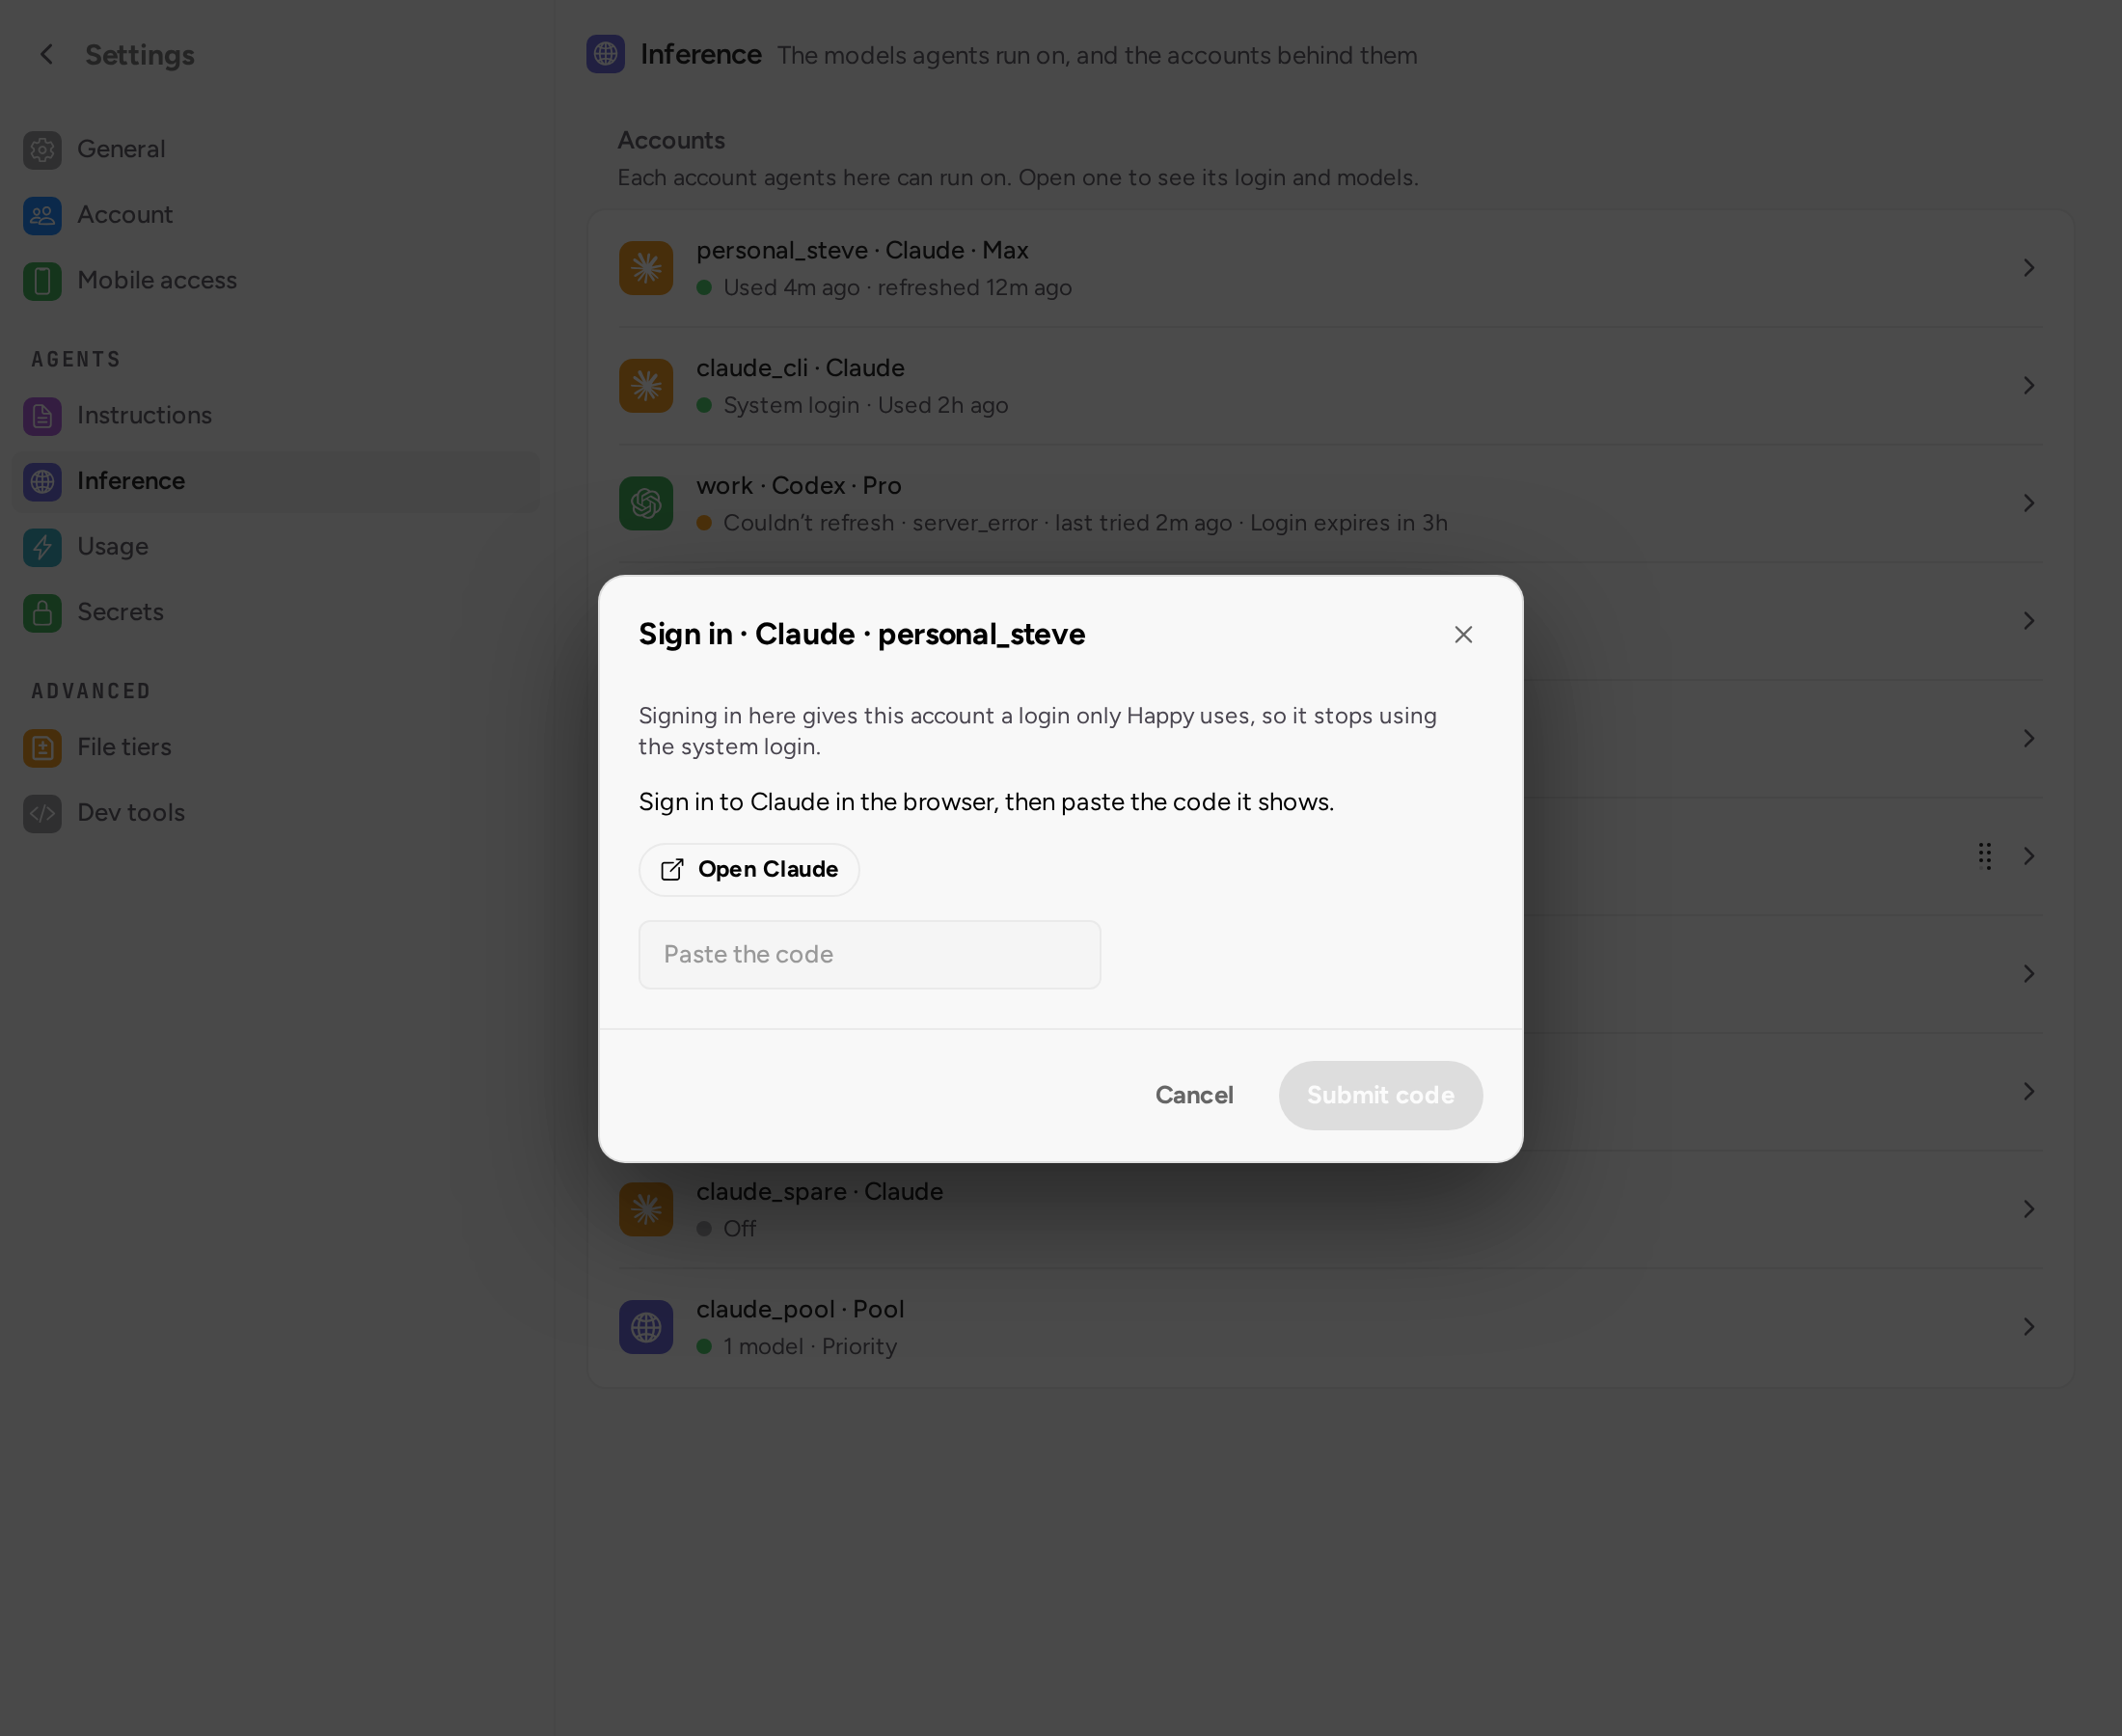 Settings
General
Account
Mobile access
AGENTS
Instructions
Inference
Usage
Secrets
ADVANCED
File tiers
Dev tools
Inference The models agents run on, and the accounts behind them
Accounts
Each account agents here can run on. Open one to see its login and models.
personal_steve · Claude · Max
Used 4m ago · refreshed 12m ago
claude_cli · Claude
System login · Used 2h ago
work · Codex · Pro
Couldn’t refresh · server_error · last tried 2m ago · Login expires in 3h
Sign in · Claude · personal_steve
Signing in here gives this account a login only Happy uses, so it stops using
the system login.
Sign in to Claude in the browser, then paste the code it shows.
Open Claude
Paste the code
Cancel
Submit code
claude_spare · Claude
Off
claude_pool · Pool
1 model · Priority